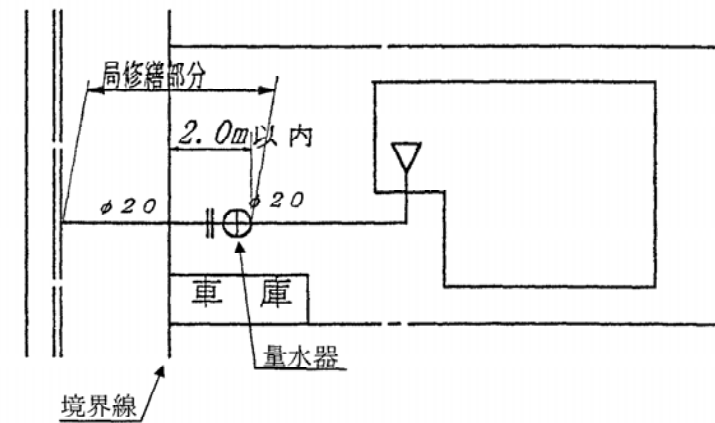 局修繕部分
2.0m以内
φ20
φ20
車庫
量水器
境界線